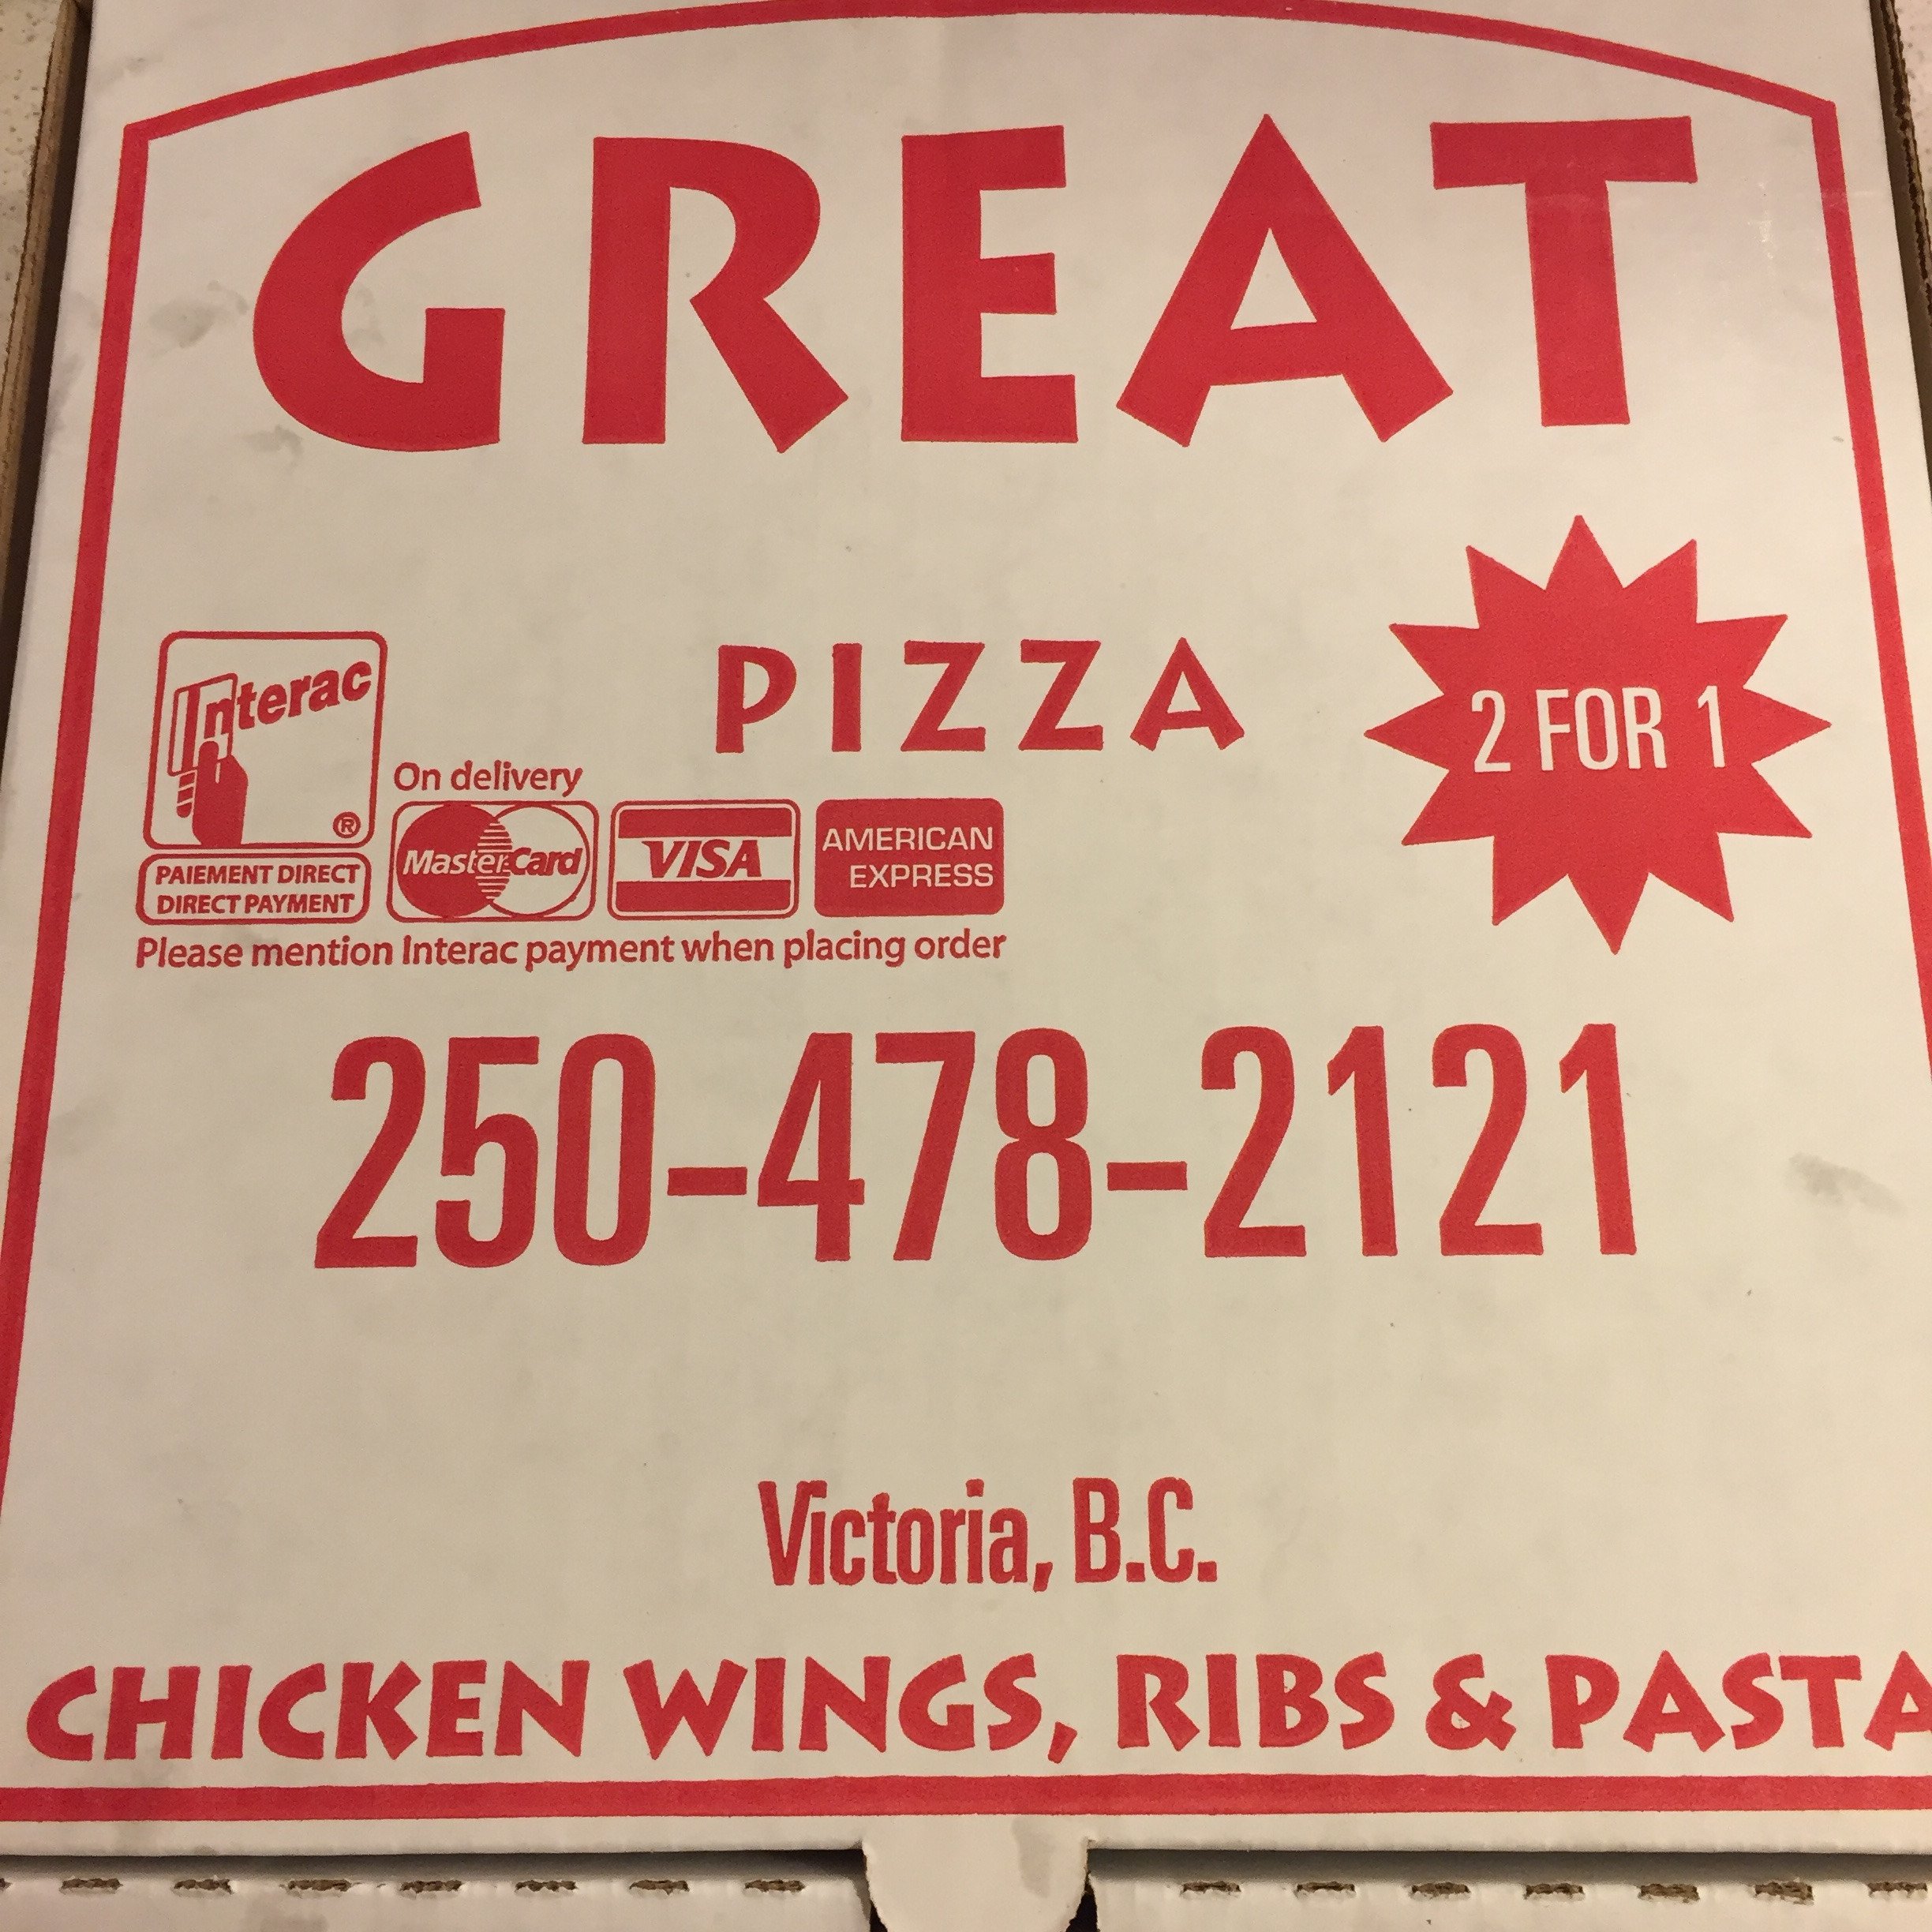 GREAT
PIZZA
2 FOR 1
Interac
®
PAIEMENT DIRECT
DIRECT PAYMENT
On delivery
MasterCard
VISA
AMERICAN
EXPRESS
Please mention Interac payment when placing order
250-478-2121
Victoria, B.C.
CHICKEN WINGS, RIBS & PASTA